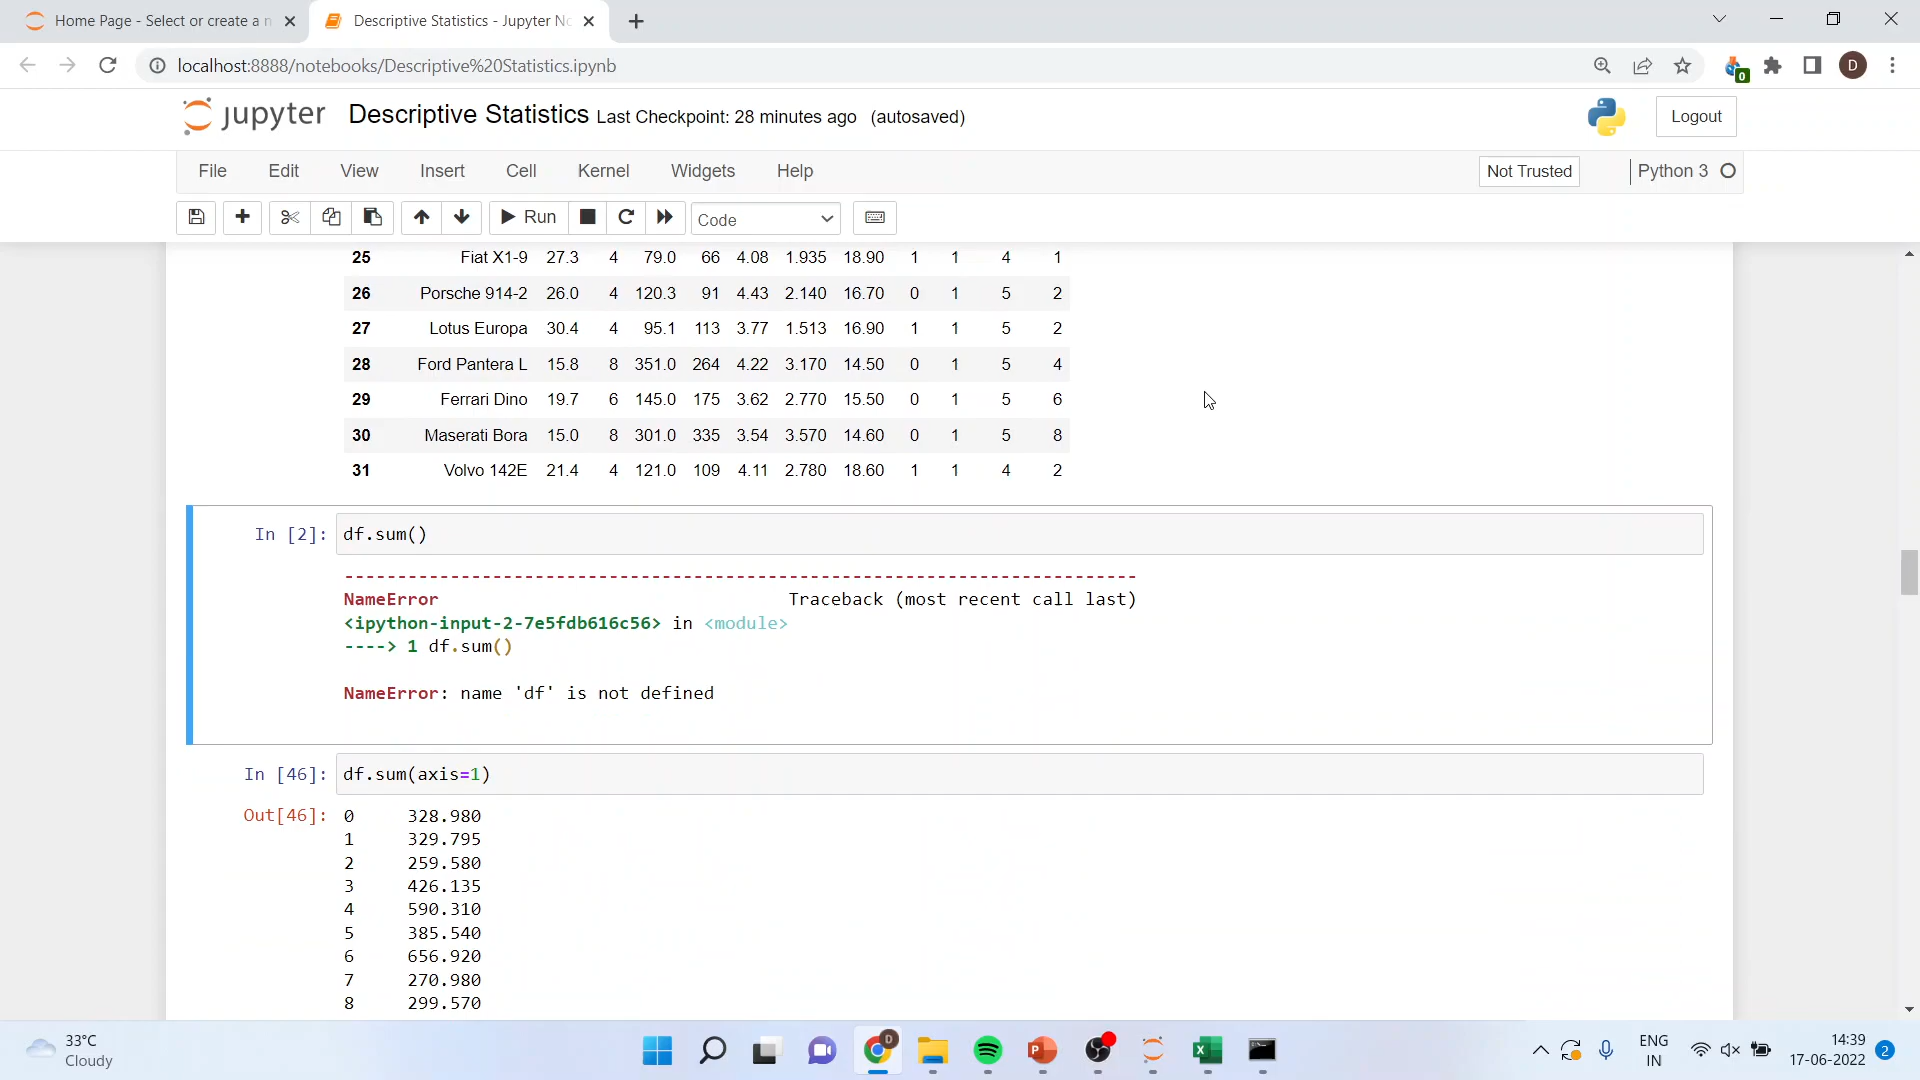 Home Page - Select or create a n
Descriptive Statistics - Jupyter No
localhost:8888/notebooks/Descriptive%20Statistics.ipynb
0
D
jupyter Descriptive Statistics Last Checkpoint: 28 minutes ago (autosaved)
Logout
File Edit View Insert Cell Kernel Widgets Help
Not Trusted
Python 3
Run
Code
25 Fiat X1-9 27.3 4 79.0 66 4.08 1.935 18.90 1 1 4 1
26 Porsche 914-2 26.0 4 120.3 91 4.43 2.140 16.70 0 1 5 2
27 Lotus Europa 30.4 4 95.1 113 3.77 1.513 16.90 1 1 5 2
28 Ford Pantera L 15.8 8 351.0 264 4.22 3.170 14.50 0 1 5 4
29 Ferrari Dino 19.7 6 145.0 175 3.62 2.770 15.50 0 1 5 6
30 Maserati Bora 15.0 8 301.0 335 3.54 3.570 14.60 0 1 5 8
31 Volvo 142E 21.4 4 121.0 109 4.11 2.780 18.60 1 1 4 2
In [2]: df.sum()
---------------------------------------------------------------------------
NameError Traceback (most recent call last)
<ipython-input-2-7e5fdb616c56> in <module>
----> 1 df.sum()
NameError: name 'df' is not defined
In [46]: df.sum(axis=1)
Out[46]: 0 328.980
1 329.795
2 259.580
3 426.135
4 590.310
5 385.540
6 656.920
7 270.980
8 299.570
33°C
Cloudy
D
ENG
IN
14:39
17-06-2022
2